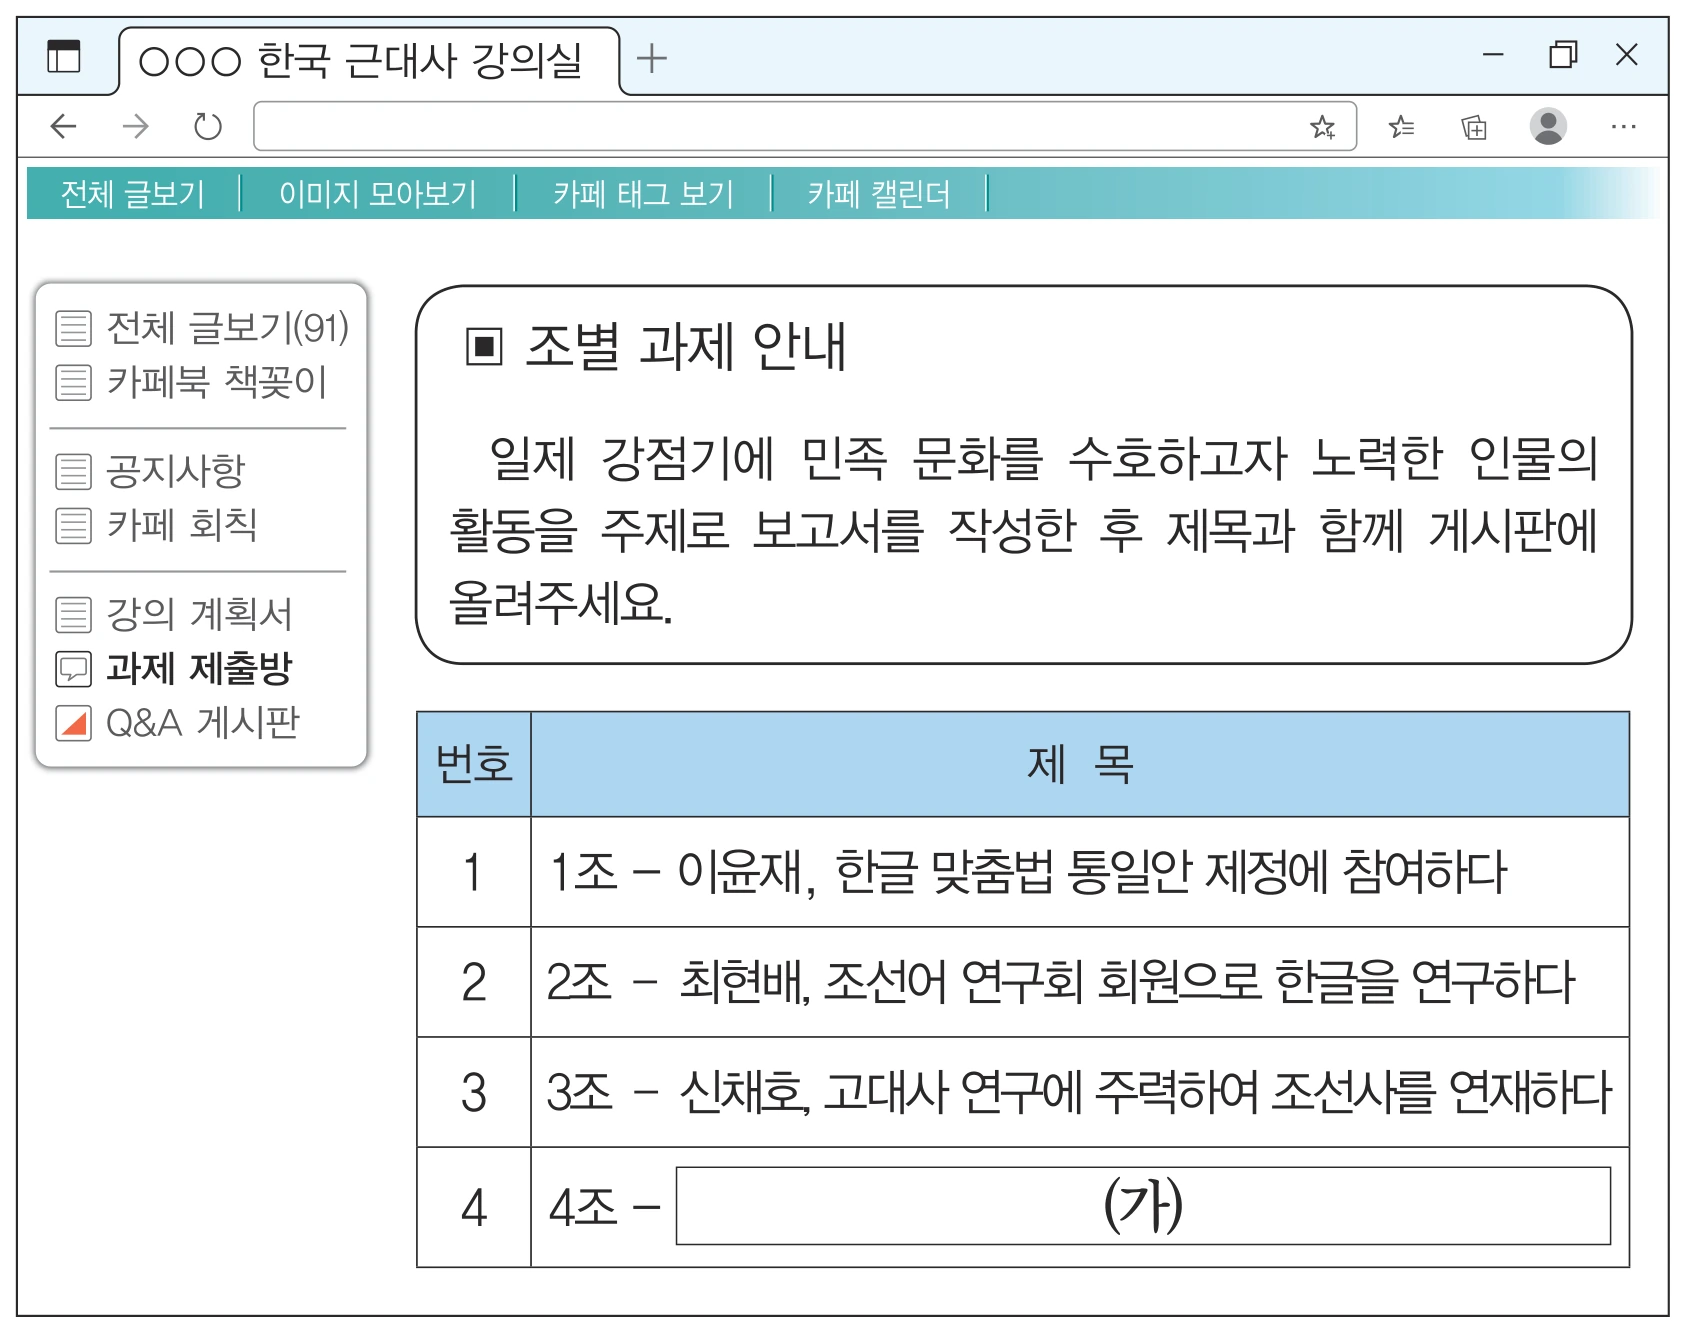 ○○○ 한국 근대사 강의실
전체 글보기
이미지 모아보기
카페 태그 보기
카페 캘린더
전체 글보기(91)
카페북 책꽂이
공지사항
카페 회칙
강의 계획서
과제 제출방
Q&A 게시판
▣ 조별 과제 안내
일제 강점기에 민족 문화를 수호하고자 노력한 인물의
활동을 주제로 보고서를 작성한 후 제목과 함께 게시판에
올려주세요.
번호 제 목
1 1조 - 이윤재, 한글 맞춤법 통일안 제정에 참여하다
2 2조 - 최현배, 조선어 연구회 회원으로 한글을 연구하다
3 3조 - 신채호, 고대사 연구에 주력하여 조선사를 연재하다
4 4조 - (가)